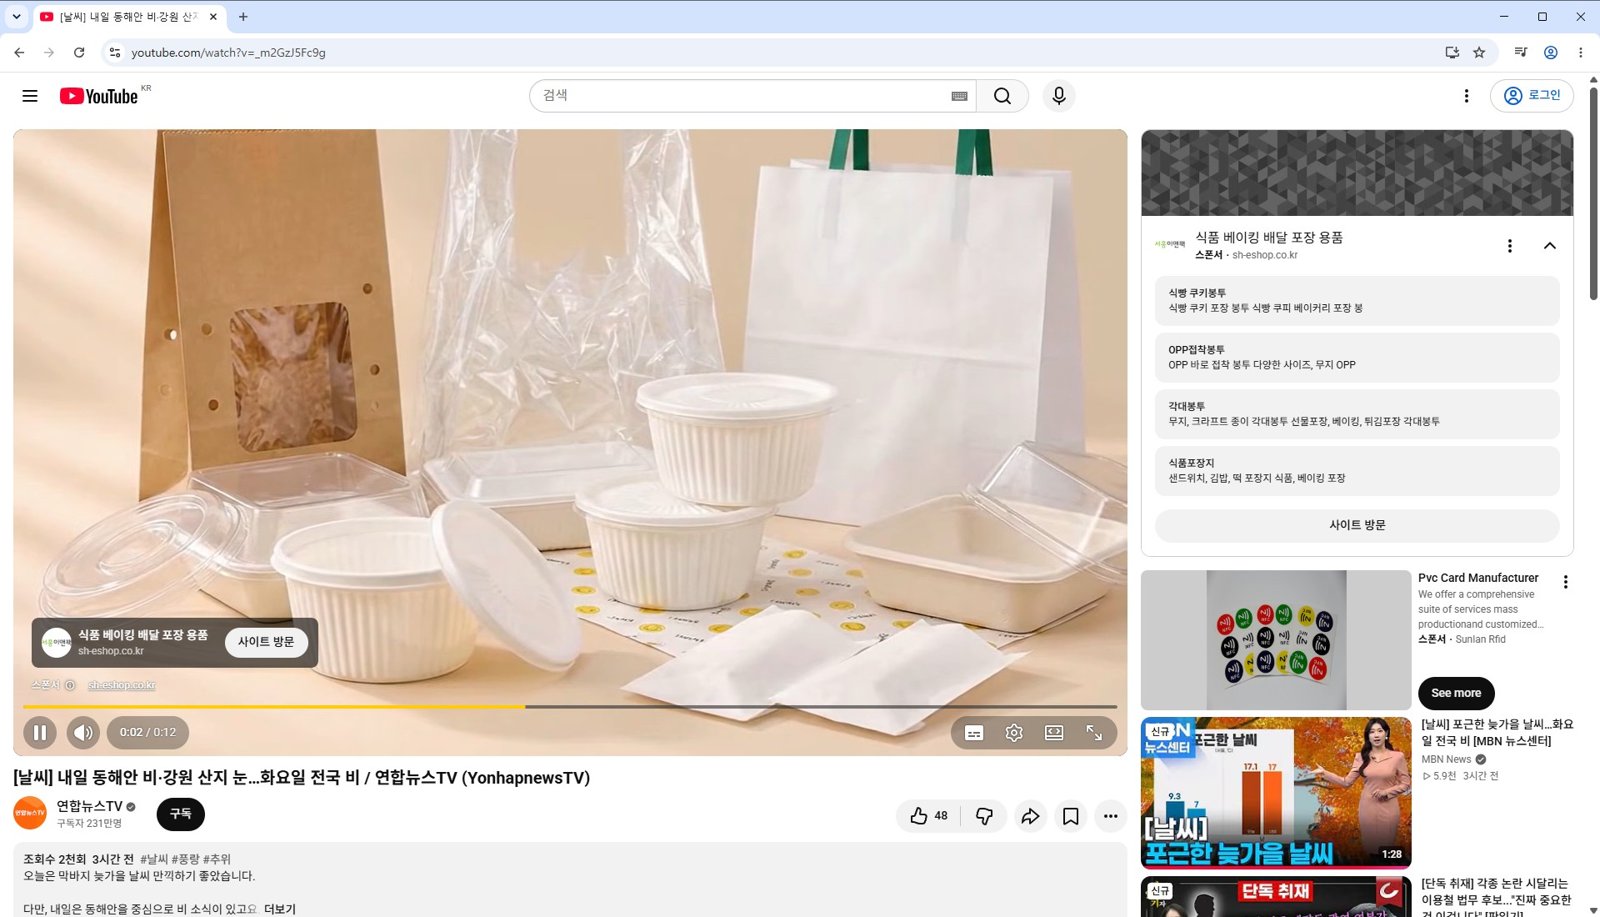 [날씨] 내일 동해안 비·강원 산지
youtube.com/watch?v=_m2GzJ5Fc9g
YouTube KR
검색
로그인
식품 베이킹 배달 포장 용품
스폰서 · sh-eshop.co.kr
식빵 쿠키봉투
식빵 쿠키 포장 봉투 식빵 쿠피 베이커리 포장 봉
OPP접착봉투
OPP 바로 접착 봉투 다양한 사이즈, 무지 OPP
각대봉투
무지, 크라프트 종이 각대봉투 선물포장, 베이킹, 튀김포장 각대봉투
식품포장지
샌드위치, 김밥, 떡 포장지 식품, 베이킹 포장
사이트 방문
식품 베이킹 배달 포장 용품
sh-eshop.co.kr
사이트 방문
스폰서 sh-eshop.co.kr
0:02 / 0:12
[날씨] 내일 동해안 비·강원 산지 눈...화요일 전국 비 / 연합뉴스TV (YonhapnewsTV)
연합뉴스TV
연합뉴스TV
구독자 231만명
구독
48
조회수 2천회 3시간 전 #날씨 #풍랑 #추위
오늘은 막바지 늦가을 날씨 만끽하기 좋았습니다.
다만, 내일은 동해안을 중심으로 비 소식이 있고요. 더보기
Pvc Card Manufacturer
We offer a comprehensive
suite of services mass
productionand customized...
스폰서 · Sunlan Rfid
See more
신규
뉴스센터
포근한 날씨
17.1 17
9.3
7
[날씨]
포근한 늦가을 날씨
1:28
[날씨] 포근한 늦가을 날씨...화요
일 전국 비 [MBN 뉴스센터]
MBN News
5.9천 3시간 전
신규
단독 취재
[단독 취재] 각종 논란 시달리는
이용철 법무 후보..."진짜 중요한